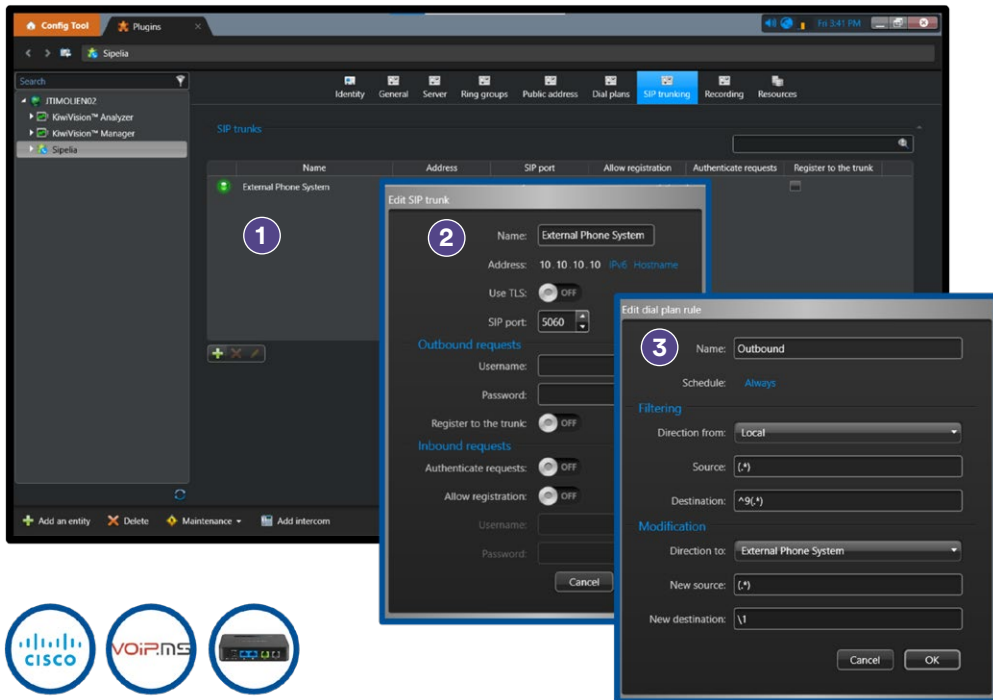 Config Tool
Plugins
Fri 3:41 PM
Sipelia
Search
JTIMOLIEN02
KiwiVision™ Analyzer
KiwiVision™ Manager
Sipelia
Identity General Server Ring groups Public address Dial plans SIP trunking Recording Resources
SIP trunks
Name Address SIP port Allow registration Authenticate requests Register to the trunk
External Phone System
1
Add an entity Delete Maintenance Add intercom
Edit SIP trunk
2
Name: External Phone System
Address: 10.10.10.10 IPv6 Hostname
Use TLS: OFF
SIP port: 5060
Outbound requests
Username:
Password:
Register to the trunk: OFF
Inbound requests
Authenticate requests: OFF
Allow registration: OFF
Username:
Password:
Cancel
Edit dial plan rule
3
Name: Outbound
Schedule: Always
Filtering
Direction from: Local
Source: (.*)
Destination: ^9(.*)
Modification
Direction to: External Phone System
New source: (.*)
New destination: \1
Cancel OK
CISCO
VOiP.MS